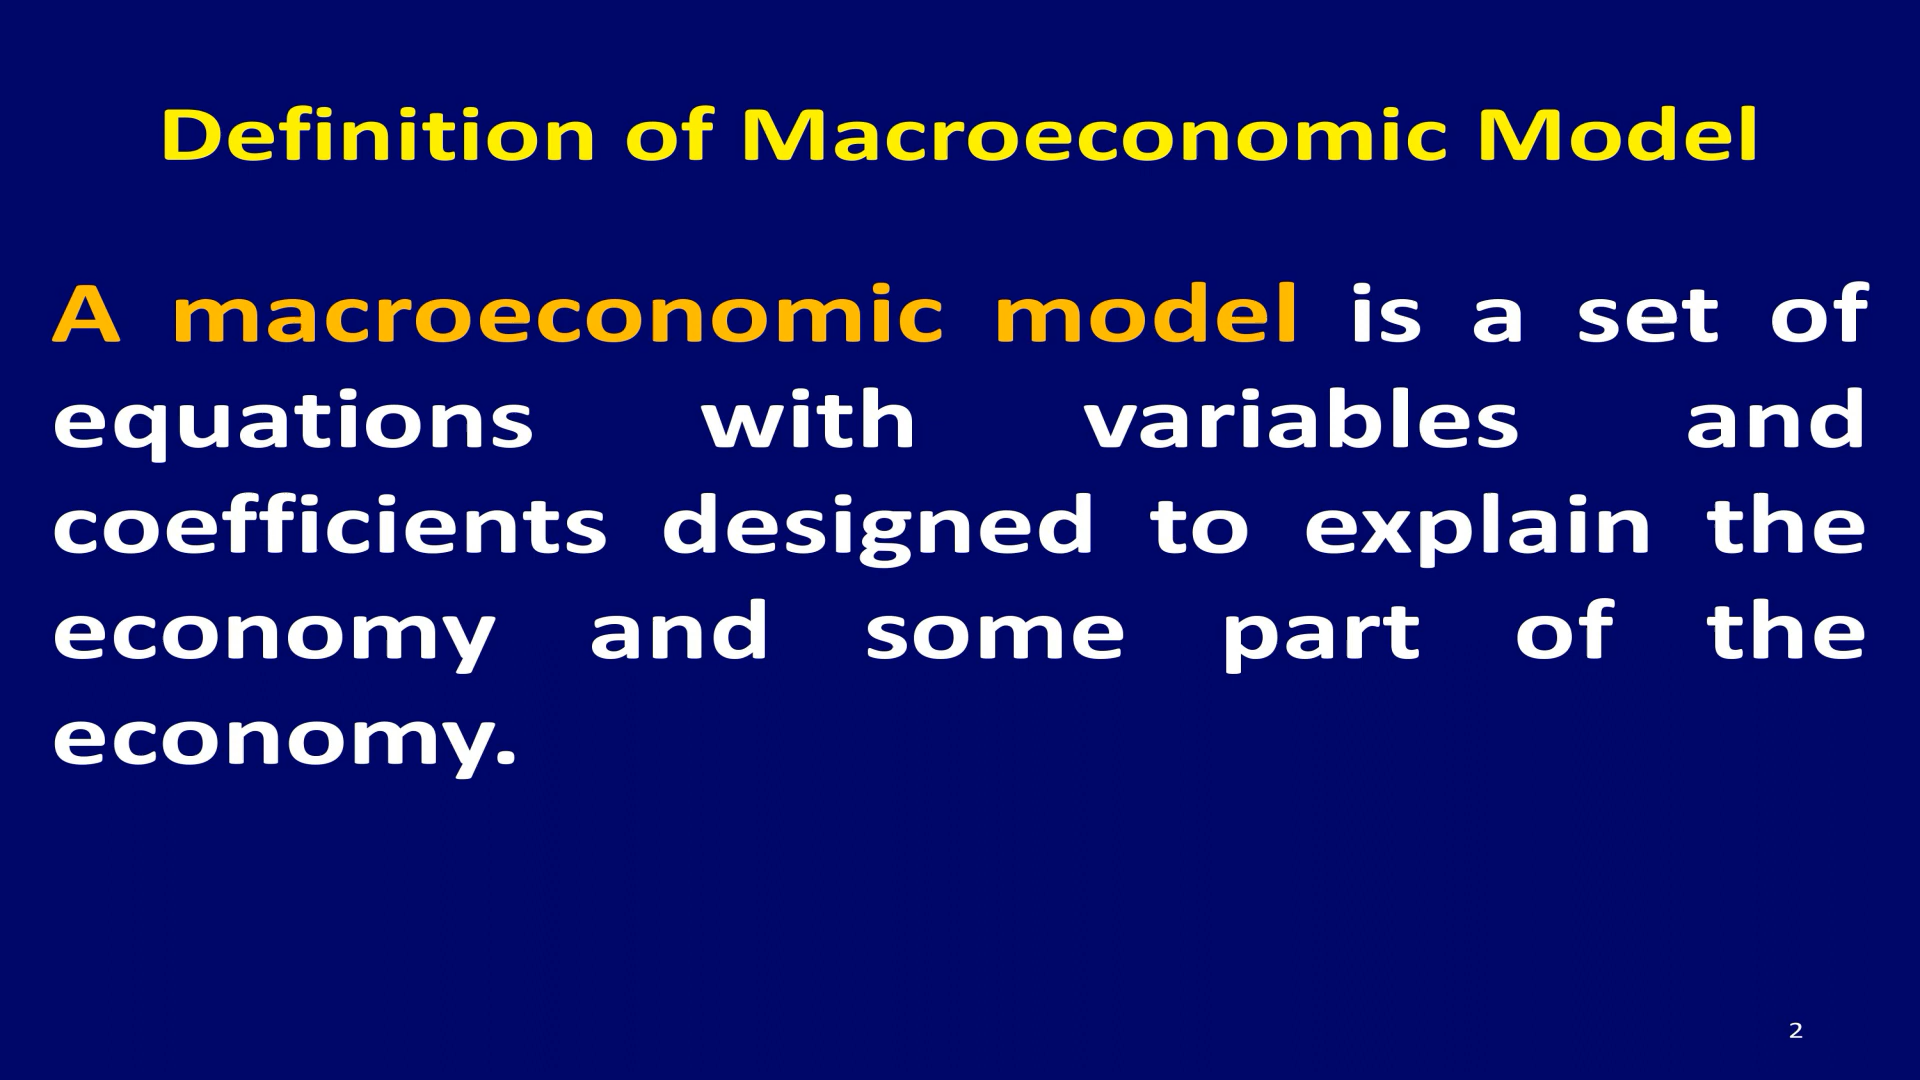 Definition of Macroeconomic Model
A macroeconomic model is a set of
equations with variables and
coefficients designed to explain the
economy and some part of the
economy.
2